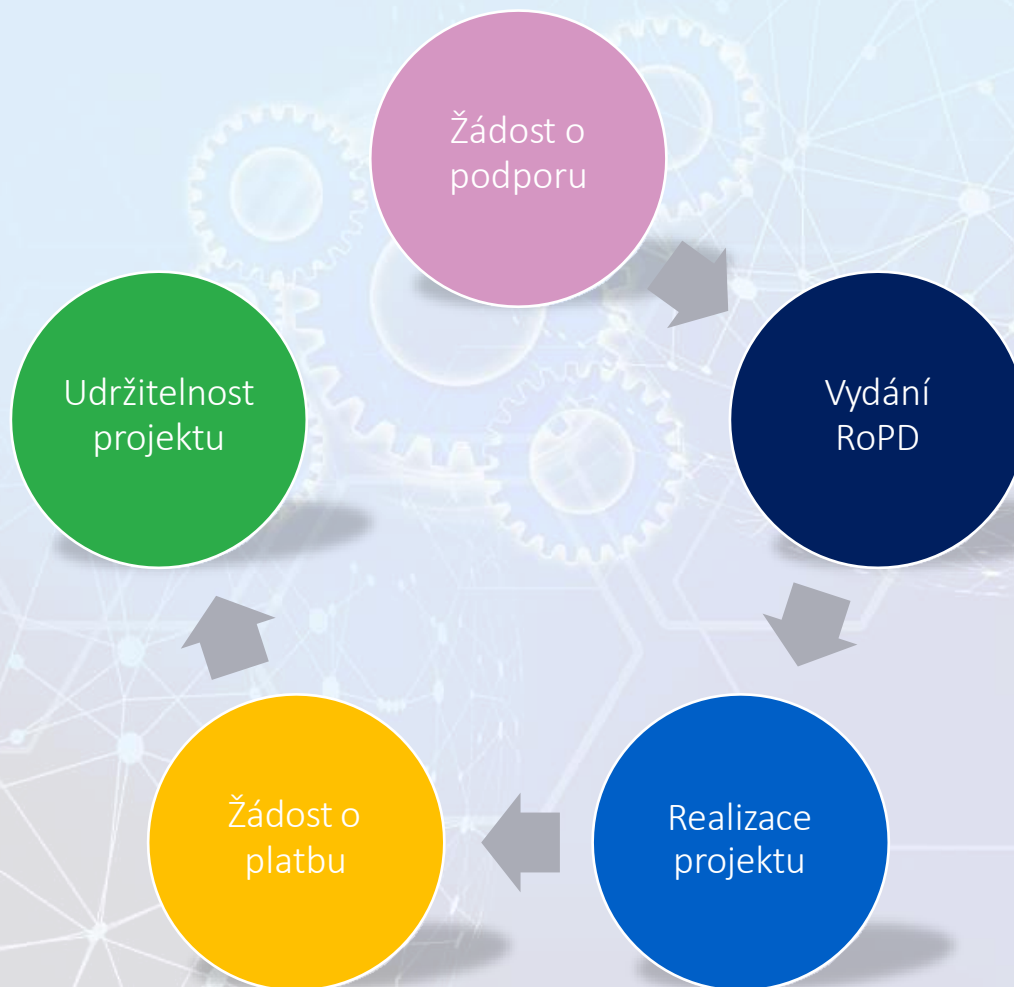 Žádost o
podporu
Vydání
RoPD
Realizace
projektu
Žádost o
platbu
Udržitelnost
projektu